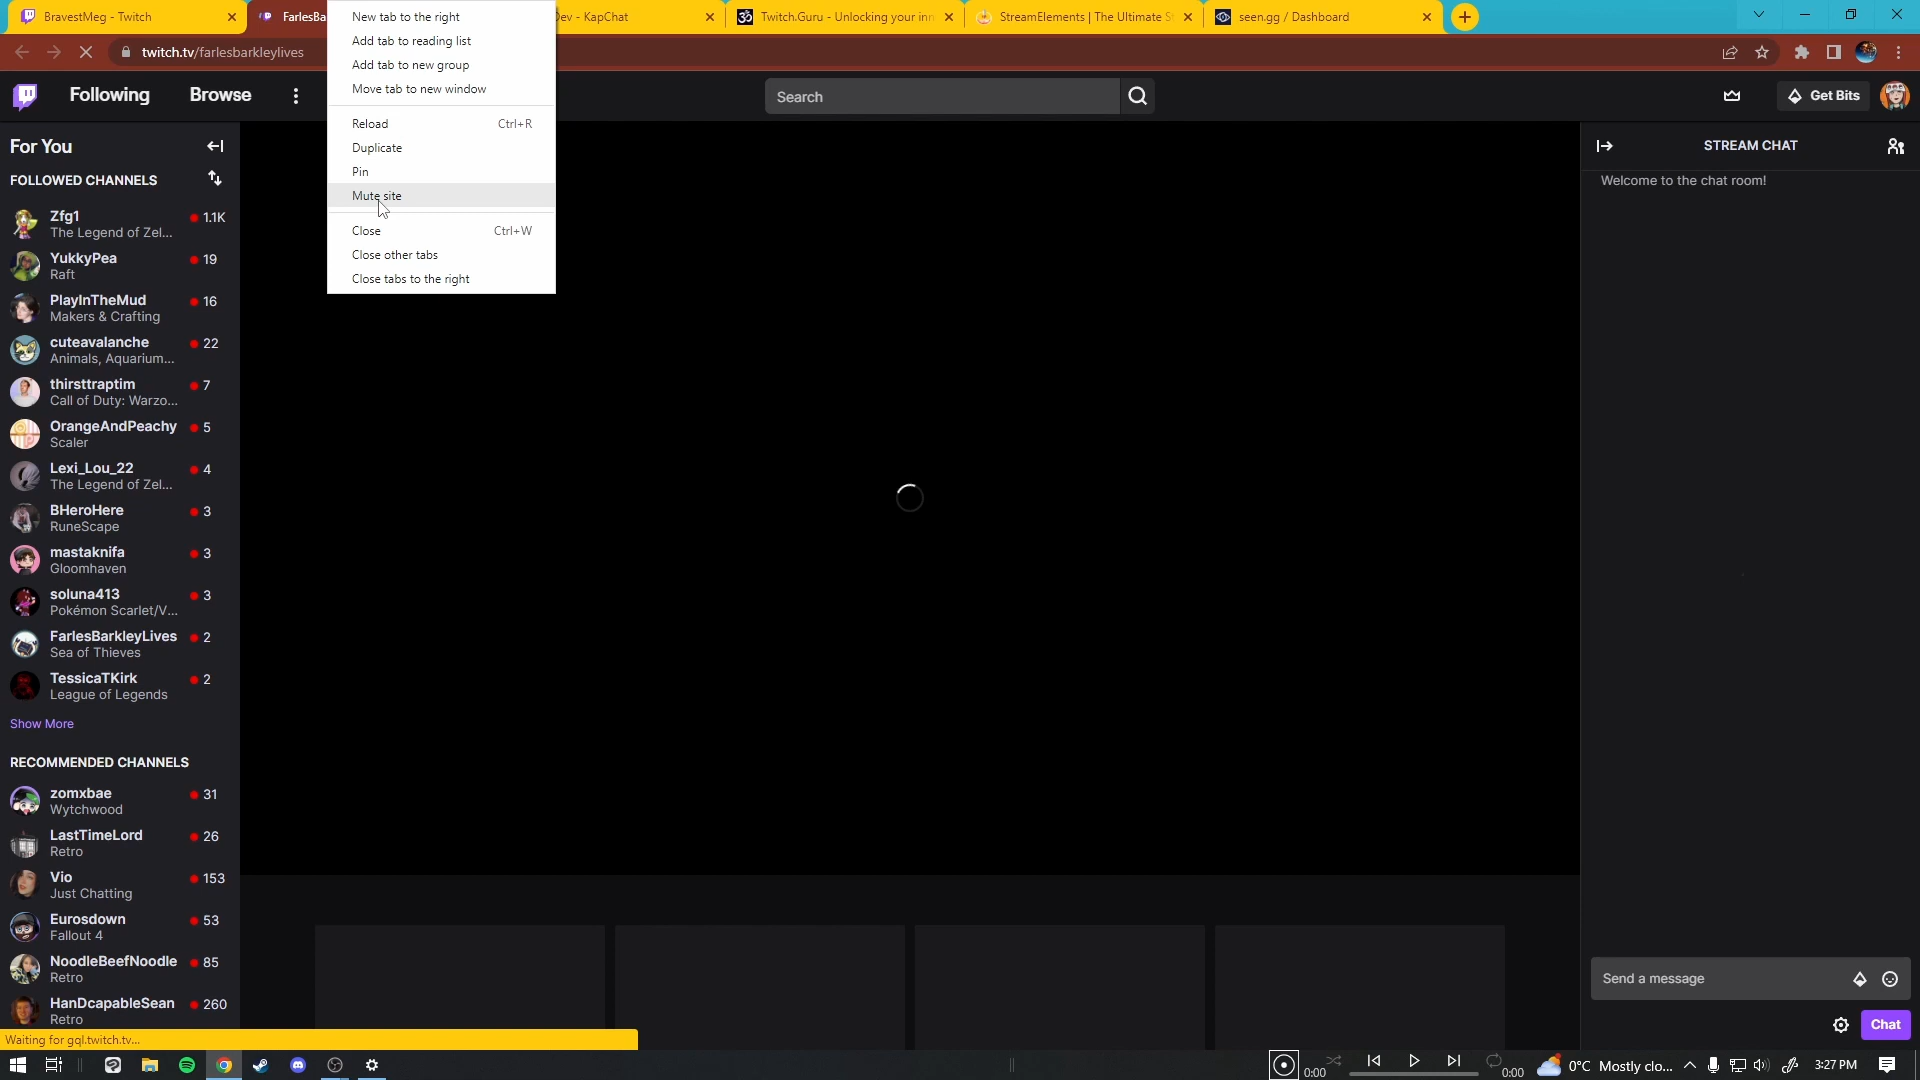 BravestMeg - Twitch
FarlesBa
Dev - KapChat
Twitch.Guru - Unlocking your inn
StreamElements | The Ultimate S
seen.gg / Dashboard
twitch.tv/farlesbarkleylives
New tab to the right
Add tab to reading list
Add tab to new group
Move tab to new window
Reload Ctrl+R
Duplicate
Pin
Mute site
Close Ctrl+W
Close other tabs
Close tabs to the right
Following
Browse
Search
Get Bits
For You
FOLLOWED CHANNELS
Zfg1 1.1K
The Legend of Zel...
YukkyPea 19
Raft
PlayInTheMud 16
Makers & Crafting
cuteavalanche 22
Animals, Aquarium...
thirsttraptim 7
Call of Duty: Warzo...
OrangeAndPeachy 5
Scaler
Lexi_Lou_22 4
The Legend of Zel...
BHeroHere 3
RuneScape
mastaknifa 3
Gloomhaven
soluna413 3
Pokémon Scarlet/V...
FarlesBarkleyLives 2
Sea of Thieves
TessicaTKirk 2
League of Legends
Show More
RECOMMENDED CHANNELS
zomxbae 31
Wytchwood
LastTimeLord 26
Retro
Vio 153
Just Chatting
Eurosdown 53
Fallout 4
NoodleBeefNoodle 85
Retro
HanDcapableSean 260
Retro
Waiting for gql.twitch.tv...
STREAM CHAT
Welcome to the chat room!
Send a message
Chat
0:00
0:00
0°C Mostly clo...
3:27 PM